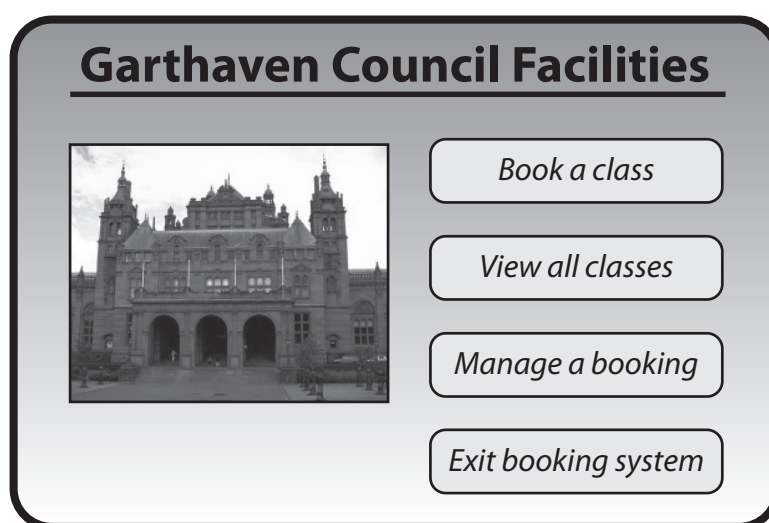 Garthaven Council Facilities
Book a class
View all classes
Manage a booking
Exit booking system